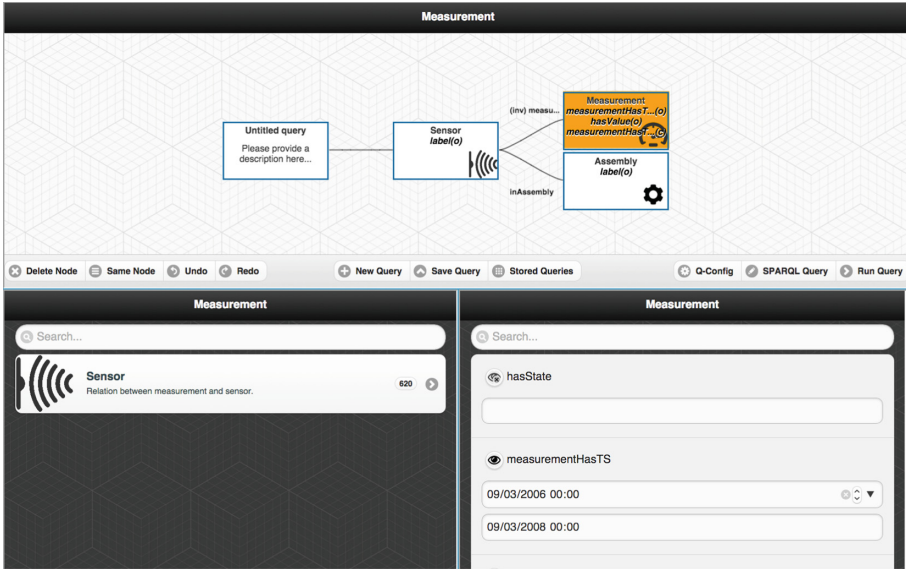 Measurement
Untitled query
Please provide a
description here...
Sensor
label(o)
(inv) measu...
inAssembly
Measurement
measurementHasT...(o)
hasValue(o)
measurementHasT...(c)
Assembly
label(o)
Delete Node Same Node Undo Redo New Query Save Query Stored Queries Q-Config SPARQL Query Run Query
Measurement
Search...
Sensor
Relation between measurement and sensor.
620
Measurement
Search...
hasState
measurementHasTS
09/03/2006 00:00
09/03/2008 00:00